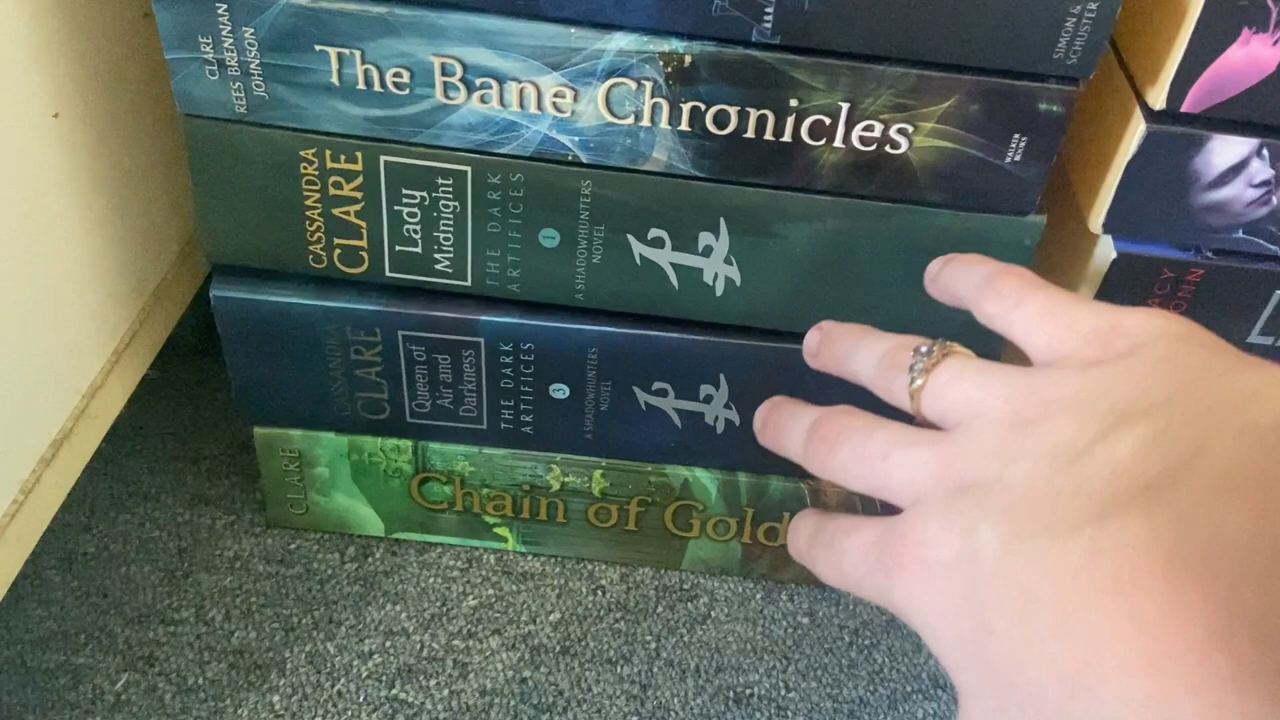 SIMON &
SCHUSTER
CLARE
REES BRENNAN
JOHNSON
The Bane Chronicles
WALKER
BOOKS
CASSANDRA
CLARE
Lady
Midnight
THE DARK
ARTIFICES
1
A SHADOWHUNTERS
NOVEL
CASSANDRA
CLARE
Queen of
Air and
Darkness
THE DARK
ARTIFICES
3
A SHADOWHUNTERS
NOVEL
CLARE
Chain of Gold